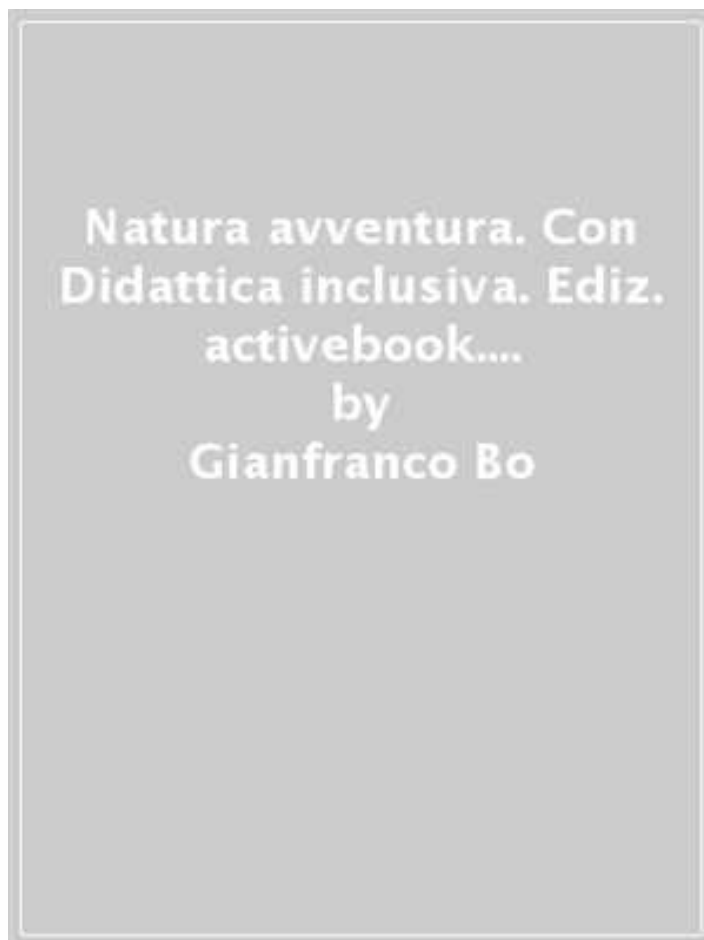 Natura avventura. Con
Didattica inclusiva. Ediz.
activebook....
by
Gianfranco Bo